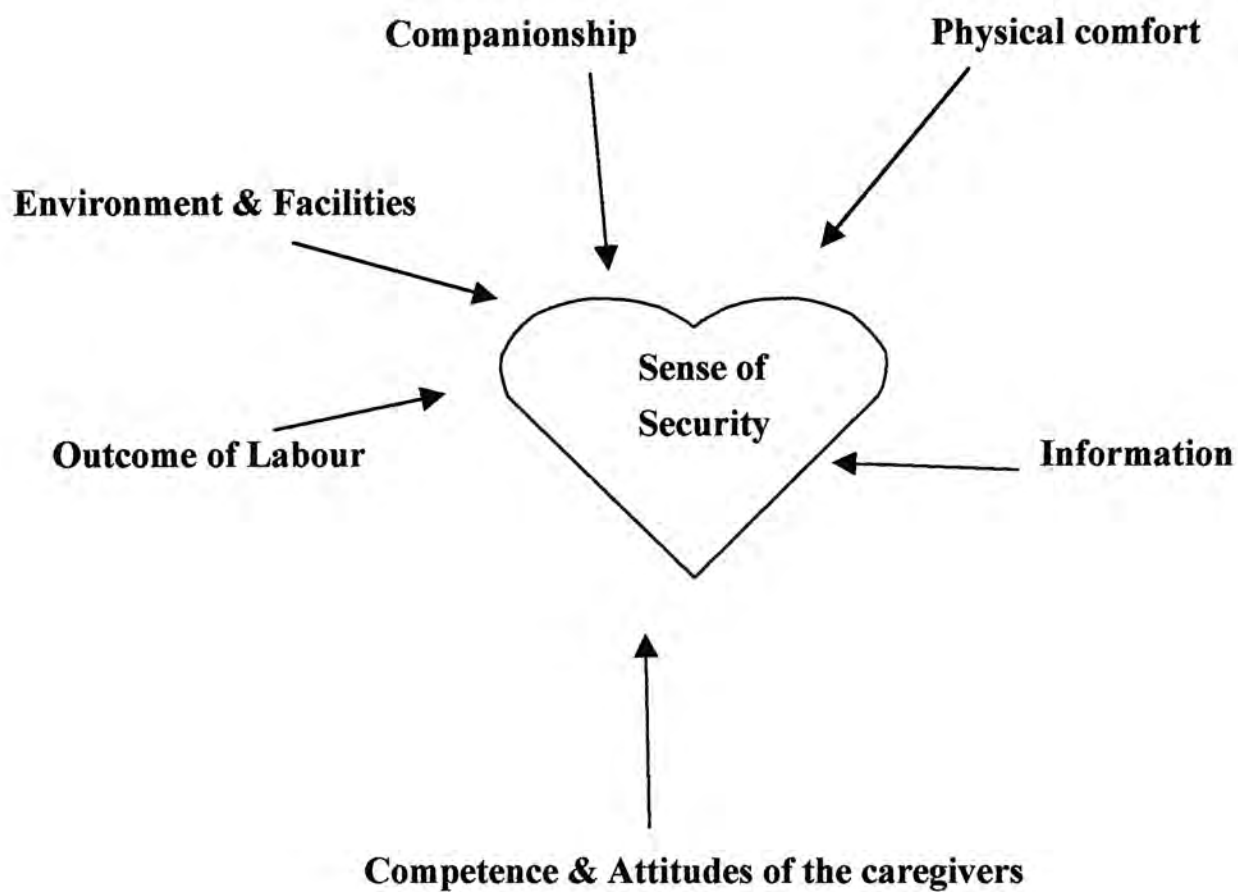 Companionship
Physical comfort
Environment & Facilities
Sense of
Security
Outcome of Labour
Information
Competence & Attitudes of the caregivers